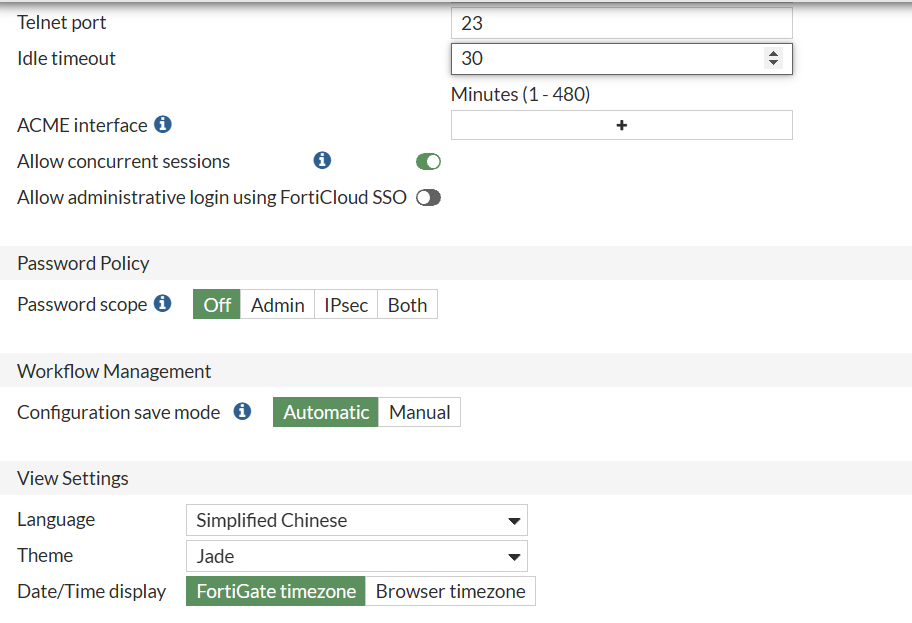 Telnet port 23
Idle timeout 30
Minutes (1 - 480)
ACME interface
Allow concurrent sessions
Allow administrative login using FortiCloud SSO
Password Policy
Password scope Off Admin IPsec Both
Workflow Management
Configuration save mode Automatic Manual
View Settings
Language Simplified Chinese
Theme Jade
Date/Time display FortiGate timezone Browser timezone